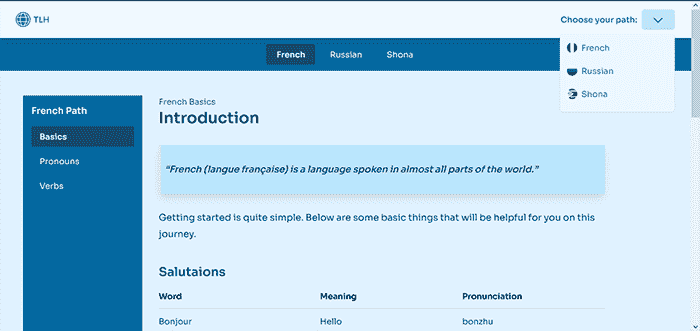 TLH
Choose your path:
French
Russian
Shona
French
Russian
Shona
French Path
Basics
Pronouns
Verbs
French Basics
Introduction
“French (langue française) is a language spoken in almost all parts of the world.”
Getting started is quite simple. Below are some basic things that will be helpful for you on this
journey.
Salutaions
Word Meaning Pronunciation
Bonjour Hello bonzhu